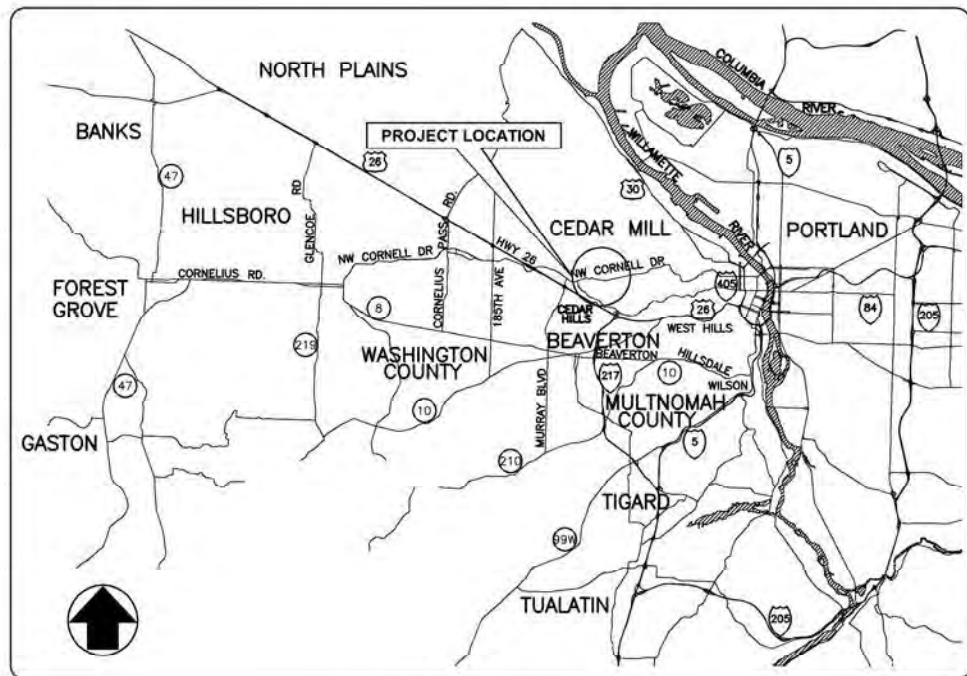 NORTH PLAINS
BANKS
PROJECT LOCATION
COLUMBIA
RIVER
26
47
5
WILLAMETTE
RIVER
30
HILLSBORO
GLENCOE RD
CORNELIUS PASS RD.
185TH AVE
HWY 26
CEDAR MILL
PORTLAND
NW CORNELL DR
NW CORNELL DR
CORNELIUS RD.
FOREST
GROVE
8
CEDAR
HILLS
405
26
84
205
WEST HILLS
BEAVERTON
219
WASHINGTON
COUNTY
BEAVERTON
HILLSDALE
10
217
WILSON
47
10
MURRAY BLVD
MULTNOMAH
COUNTY
GASTON
210
5
TIGARD
99W
TUALATIN
205